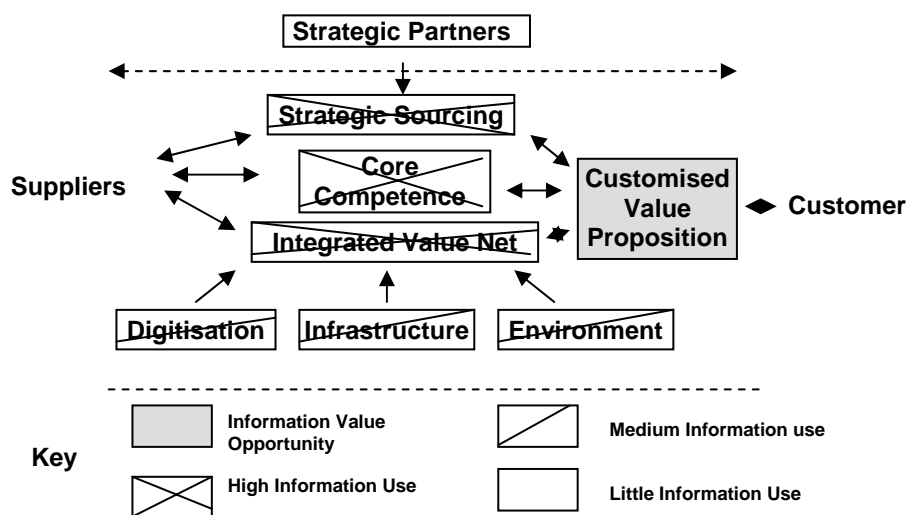 Strategic Partners
Strategic Sourcing
Core
Competence
Suppliers
Customised
Value
Proposition
Customer
Integrated Value Net
Digitisation
Infrastructure
Environment
Key
Information Value
Opportunity
Medium Information use
High Information Use
Little Information Use